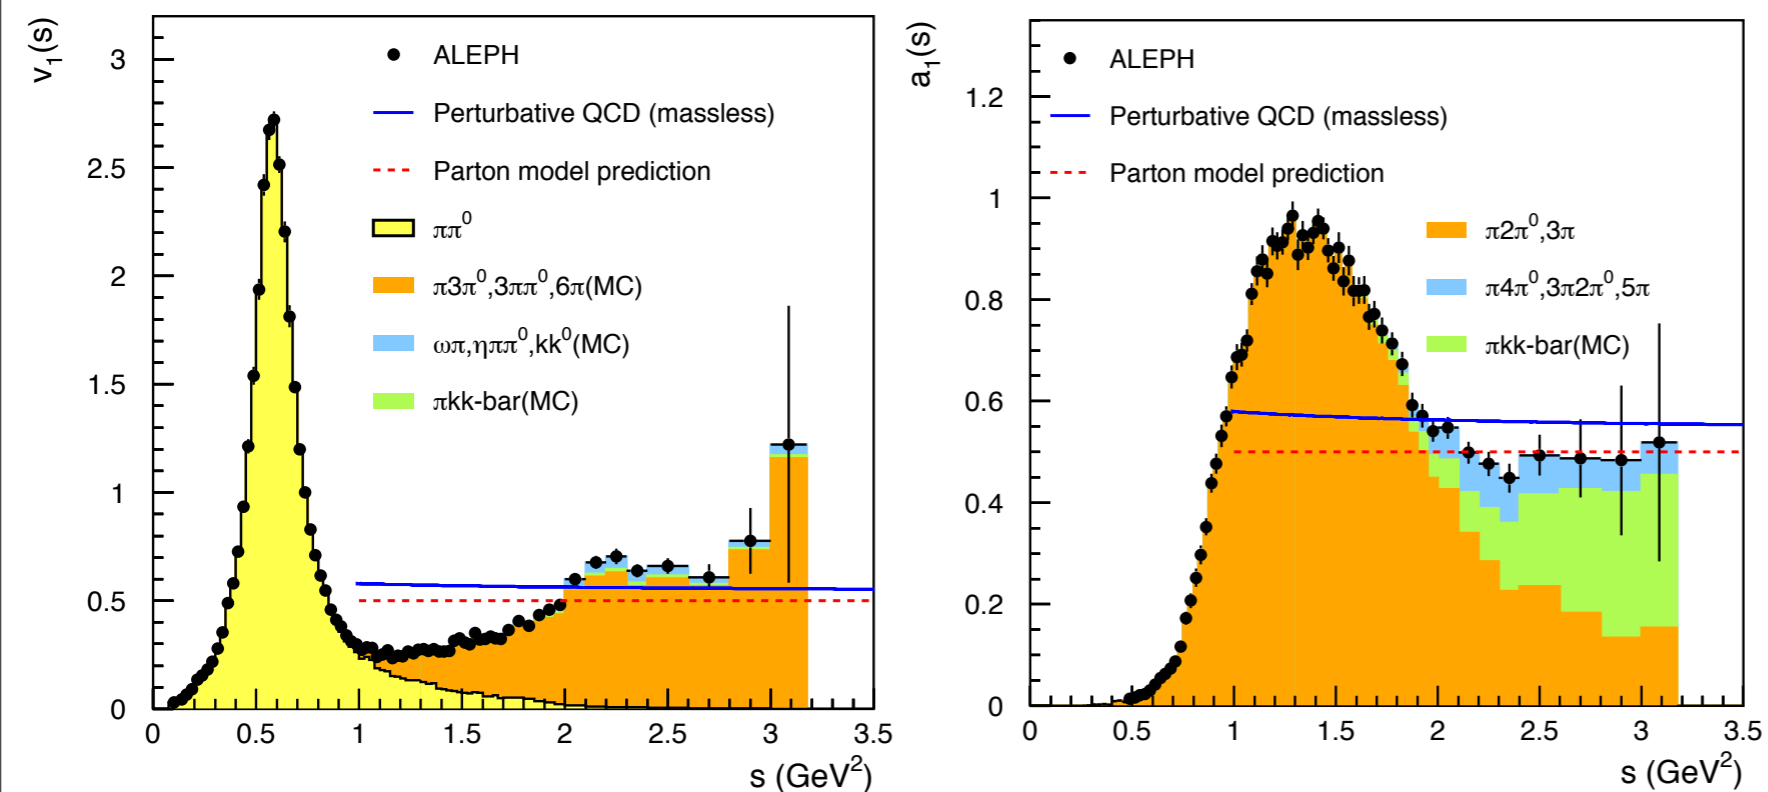 v₁(s)
3
2.5
2
1.5
1
0.5
0
ALEPH
Perturbative QCD (massless)
Parton model prediction
ππ⁰
π3π⁰,3ππ⁰,6π(MC)
ωπ,ηππ⁰,kk⁰(MC)
πkk-bar(MC)
0 0.5 1 1.5 2 2.5 3 3.5
s (GeV²)
a₁(s)
1.2
1
0.8
0.6
0.4
0.2
0
ALEPH
Perturbative QCD (massless)
Parton model prediction
π2π⁰,3π
π4π⁰,3π2π⁰,5π
πkk-bar(MC)
0 0.5 1 1.5 2 2.5 3 3.5
s (GeV²)